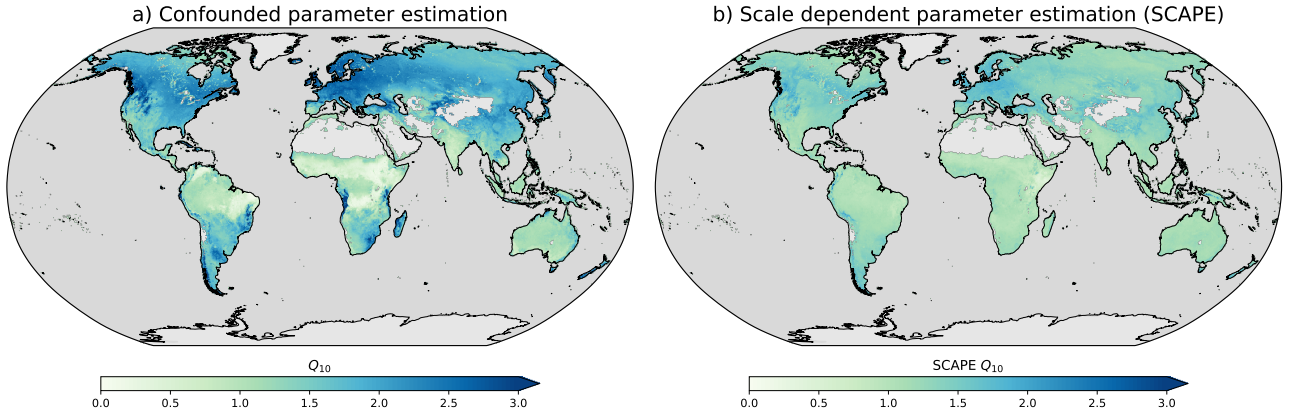 a) Confounded parameter estimation
b) Scale dependent parameter estimation (SCAPE)
Q₁₀
0.0 0.5 1.0 1.5 2.0 2.5 3.0
SCAPE Q₁₀
0.0 0.5 1.0 1.5 2.0 2.5 3.0